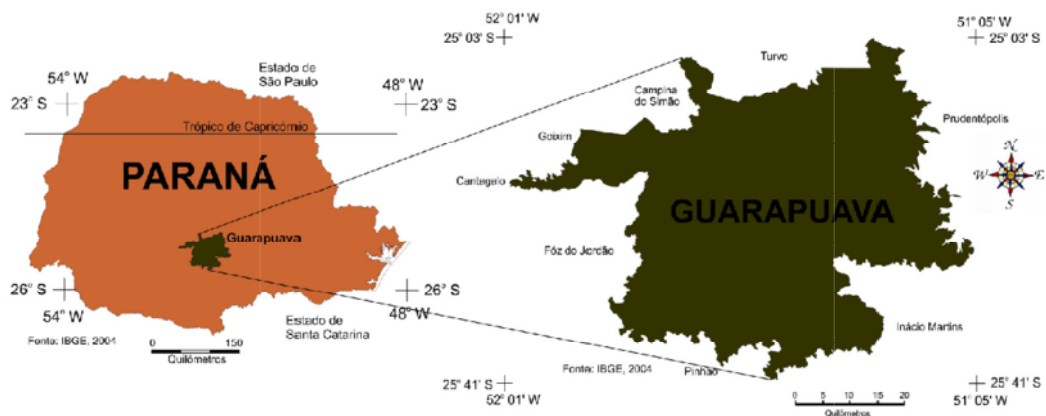 54° W
23° S
Estado de
São Paulo
48° W
23° S
Trópico de Capricórnio
PARANÁ
Guarapuava
26° S
54° W
26° S
48° W
Estado de
Santa Catarina
Fonte: IBGE, 2004
0 150
Quilômetros
52° 01' W
25° 03' S
51° 05' W
25° 03' S
Turvo
Campina
do Simão
Goixim
Prudentópolis
Cantagalo
N
W E
S
GUARAPUAVA
Fóz do Jordão
Inácio Martins
Fonte: IBGE, 2004
Pinhão
25° 41' S
52° 01' W
25° 41' S
51° 05' W
0 5 10 15 20
Quilômetros